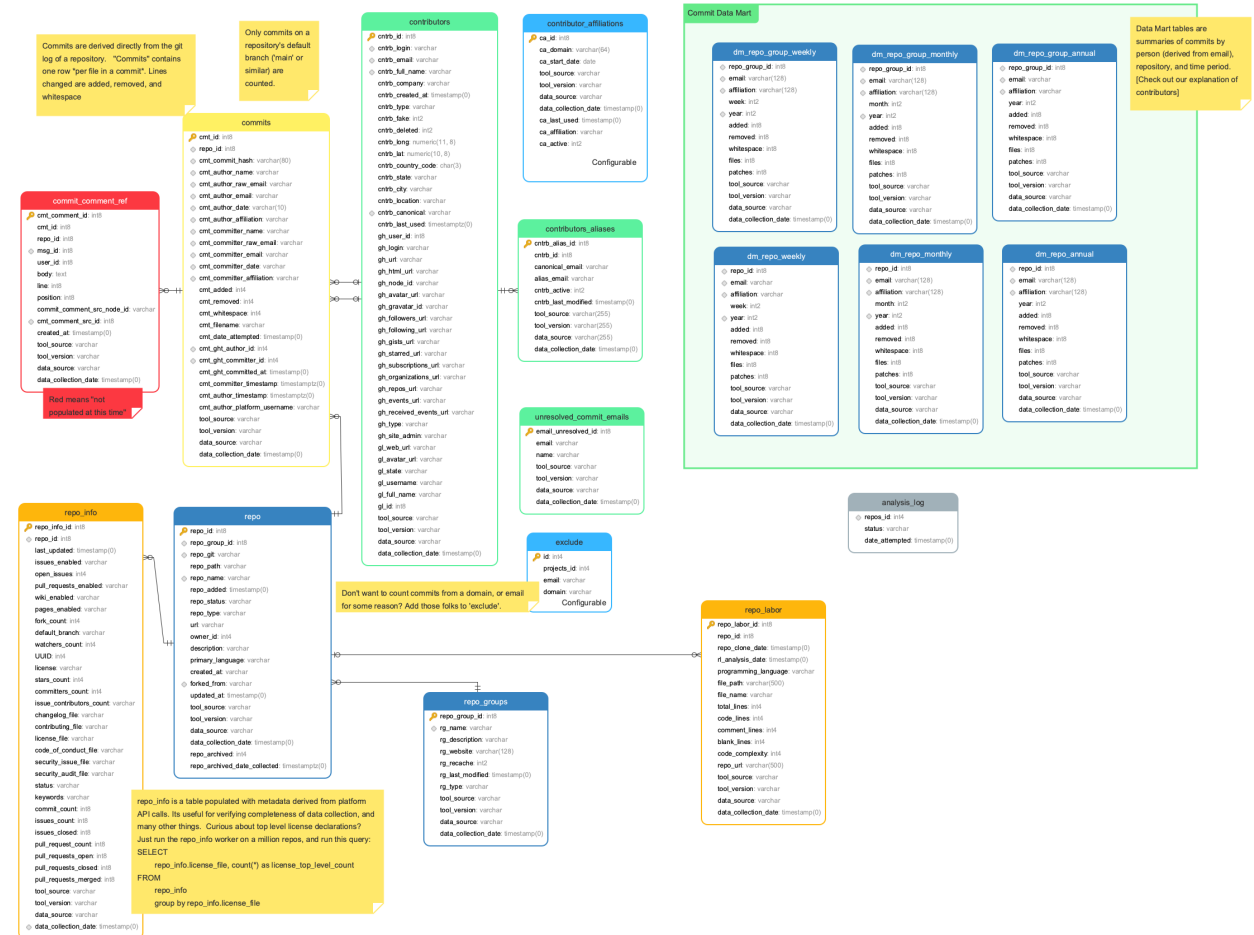 Commits are derived directly from the git
log of a repository.   "Commits" contains
one row "per file in a commit". Lines
changed are added, removed, and
whitespace
Only commits on a
repository's default
branch ('main' or
similar) are
counted.
commit_comment_ref
cmt_comment_id: int8
cmt_id: int8
repo_id: int8
msg_id: int8
user_id: int8
body: text
line: int8
position: int8
commit_comment_src_node_id: varchar
cmt_comment_src_id: int8
created_at: timestamp(0)
tool_source: varchar
tool_version: varchar
data_source: varchar
data_collection_date: timestamp(0)
Red means "not
populated at this time"
commits
cmt_id: int8
repo_id: int8
cmt_commit_hash: varchar(80)
cmt_author_name: varchar
cmt_author_raw_email: varchar
cmt_author_email: varchar
cmt_author_date: varchar(10)
cmt_author_affiliation: varchar
cmt_committer_name: varchar
cmt_committer_raw_email: varchar
cmt_committer_email: varchar
cmt_committer_date: varchar
cmt_committer_affiliation: varchar
cmt_added: int4
cmt_removed: int4
cmt_whitespace: int4
cmt_filename: varchar
cmt_date_attempted: timestamp(0)
cmt_ght_author_id: int4
cmt_ght_committer_id: int4
cmt_ght_committed_at: timestamp(0)
cmt_committer_timestamp: timestamptz(0)
cmt_author_timestamp: timestamptz(0)
cmt_author_platform_username: varchar
tool_source: varchar
tool_version: varchar
data_source: varchar
data_collection_date: timestamp(0)
contributors
cntrb_id: int8
cntrb_login: varchar
cntrb_email: varchar
cntrb_full_name: varchar
cntrb_company: varchar
cntrb_created_at: timestamp(0)
cntrb_type: varchar
cntrb_fake: int2
cntrb_deleted: int2
cntrb_long: numeric(11, 8)
cntrb_lat: numeric(10, 8)
cntrb_country_code: char(3)
cntrb_state: varchar
cntrb_city: varchar
cntrb_location: varchar
cntrb_canonical: varchar
cntrb_last_used: timestamptz(0)
gh_user_id: int8
gh_login: varchar
gh_url: varchar
gh_html_url: varchar
gh_node_id: varchar
gh_avatar_url: varchar
gh_gravatar_id: varchar
gh_followers_url: varchar
gh_following_url: varchar
gh_gists_url: varchar
gh_starred_url: varchar
gh_subscriptions_url: varchar
gh_organizations_url: varchar
gh_repos_url: varchar
gh_events_url: varchar
gh_received_events_url: varchar
gh_type: varchar
gh_site_admin: varchar
gl_web_url: varchar
gl_avatar_url: varchar
gl_state: varchar
gl_username: varchar
gl_full_name: varchar
gl_id: int8
tool_source: varchar
tool_version: varchar
data_source: varchar
data_collection_date: timestamp(0)
contributor_affiliations
ca_id: int8
ca_domain: varchar(64)
ca_start_date: date
tool_source: varchar
tool_version: varchar
data_source: varchar
data_collection_date: timestamp(0)
ca_last_used: timestamp(0)
ca_affiliation: varchar
ca_active: int2
Configurable
contributors_aliases
cntrb_alias_id: int8
cntrb_id: int8
canonical_email: varchar
alias_email: varchar
cntrb_active: int2
cntrb_last_modified: timestamp(0)
tool_source: varchar(255)
tool_version: varchar(255)
data_source: varchar(255)
data_collection_date: timestamp(0)
unresolved_commit_emails
email_unresolved_id: int8
email: varchar
name: varchar
tool_source: varchar
tool_version: varchar
data_source: varchar
data_collection_date: timestamp(0)
exclude
id: int4
projects_id: int4
email: varchar
domain: varchar
Configurable
Don't want to count commits from a domain, or email
for some reason? Add those folks to 'exclude'.
Commit Data Mart
dm_repo_group_weekly
repo_group_id: int8
email: varchar(128)
affiliation: varchar(128)
week: int2
year: int2
added: int8
removed: int8
whitespace: int8
files: int8
patches: int8
tool_source: varchar
tool_version: varchar
data_source: varchar
data_collection_date: timestamp(0)
dm_repo_group_monthly
repo_group_id: int8
email: varchar(128)
affiliation: varchar(128)
month: int2
year: int2
added: int8
removed: int8
whitespace: int8
files: int8
patches: int8
tool_source: varchar
tool_version: varchar
data_source: varchar
data_collection_date: timestamp(0)
dm_repo_group_annual
repo_group_id: int8
email: varchar
affiliation: varchar
year: int2
added: int8
removed: int8
whitespace: int8
files: int8
patches: int8
tool_source: varchar
tool_version: varchar
data_source: varchar
data_collection_date: timestamp(0)
Data Mart tables are
summaries of commits by
person (derived from email),
repository, and time period.
[Check out our explanation of
contributors]
dm_repo_weekly
repo_id: int8
email: varchar
affiliation: varchar
week: int2
year: int2
added: int8
removed: int8
whitespace: int8
files: int8
patches: int8
tool_source: varchar
tool_version: varchar
data_source: varchar
data_collection_date: timestamp(0)
dm_repo_monthly
repo_id: int8
email: varchar(128)
affiliation: varchar(128)
month: int2
year: int2
added: int8
removed: int8
whitespace: int8
files: int8
patches: int8
tool_source: varchar
tool_version: varchar
data_source: varchar
data_collection_date: timestamp(0)
dm_repo_annual
repo_id: int8
email: varchar(128)
affiliation: varchar(128)
year: int2
added: int8
removed: int8
whitespace: int8
files: int8
patches: int8
tool_source: varchar
tool_version: varchar
data_source: varchar
data_collection_date: timestamp(0)
analysis_log
repos_id: int4
status: varchar
date_attempted: timestamp(0)
repo_info
repo_info_id: int8
repo_id: int8
last_updated: timestamp(0)
issues_enabled: varchar
open_issues: int4
pull_requests_enabled: varchar
wiki_enabled: varchar
pages_enabled: varchar
fork_count: int4
default_branch: varchar
watchers_count: int4
UUID: int4
license: varchar
stars_count: int4
committers_count: int4
issue_contributors_count: varchar
changelog_file: varchar
contributing_file: varchar
license_file: varchar
code_of_conduct_file: varchar
security_issue_file: varchar
security_audit_file: varchar
status: varchar
keywords: varchar
commit_count: int8
issues_count: int8
issues_closed: int8
pull_request_count: int8
pull_requests_open: int8
pull_requests_closed: int8
pull_requests_merged: int8
tool_source: varchar
tool_version: varchar
data_source: varchar
data_collection_date: timestamp(0)
repo
repo_id: int8
repo_group_id: int8
repo_git: varchar
repo_path: varchar
repo_name: varchar
repo_added: timestamp(0)
repo_status: varchar
repo_type: varchar
url: varchar
owner_id: int4
description: varchar
primary_language: varchar
created_at: varchar
forked_from: varchar
updated_at: timestamp(0)
tool_source: varchar
tool_version: varchar
data_source: varchar
data_collection_date: timestamp(0)
repo_archived: int4
repo_archived_date_collected: timestamptz(0)
repo_info is a table populated with metadata derived from platform
API calls. Its useful for verifying completeness of data collection, and
many other things.  Curious about top level license declarations?
Just run the repo_info worker on a million repos, and run this query:
SELECT
repo_info.license_file, count(*) as license_top_level_count
FROM
repo_info
group by repo_info.license_file
repo_groups
repo_group_id: int8
rg_name: varchar
rg_description: varchar
rg_website: varchar(128)
rg_recache: int2
rg_last_modified: timestamp(0)
rg_type: varchar
tool_source: varchar
tool_version: varchar
data_source: varchar
data_collection_date: timestamp(0)
repo_labor
repo_labor_id: int8
repo_id: int8
repo_clone_date: timestamp(0)
rl_analysis_date: timestamp(0)
programming_language: varchar
file_path: varchar(500)
file_name: varchar
total_lines: int4
code_lines: int4
comment_lines: int4
blank_lines: int4
code_complexity: int4
repo_url: varchar(500)
tool_source: varchar
tool_version: varchar
data_source: varchar
data_collection_date: timestamp(0)